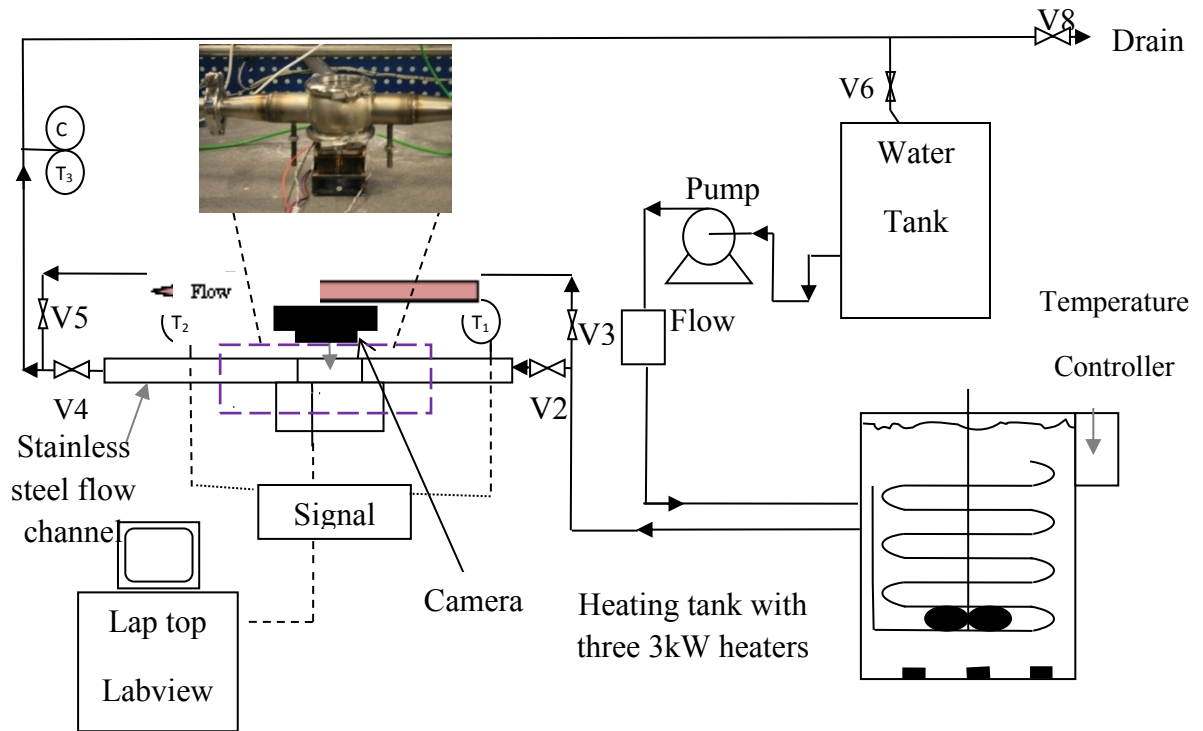 V8
Drain
V6
C
T3
Water
Tank
Pump
Temperature
Controller
Flow
V5
T2
T1
V3
Flow
V4
V2
Stainless
steel flow
channel
Signal
Camera
Heating tank with
three 3kW heaters
Lap top
Labview